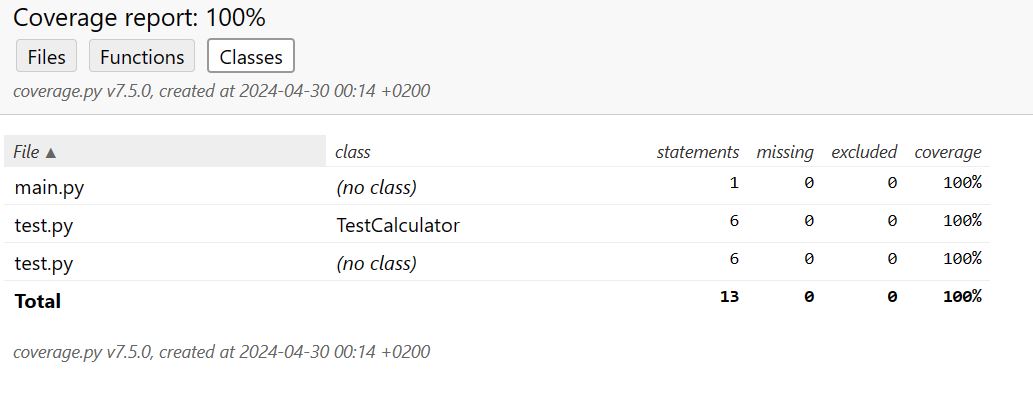 Coverage report: 100%
Files Functions Classes
coverage.py v7.5.0, created at 2024-04-30 00:14 +0200
File ▲ class statements missing excluded coverage
main.py (no class) 1 0 0 100%
test.py TestCalculator 6 0 0 100%
test.py (no class) 6 0 0 100%
Total 13 0 0 100%
coverage.py v7.5.0, created at 2024-04-30 00:14 +0200